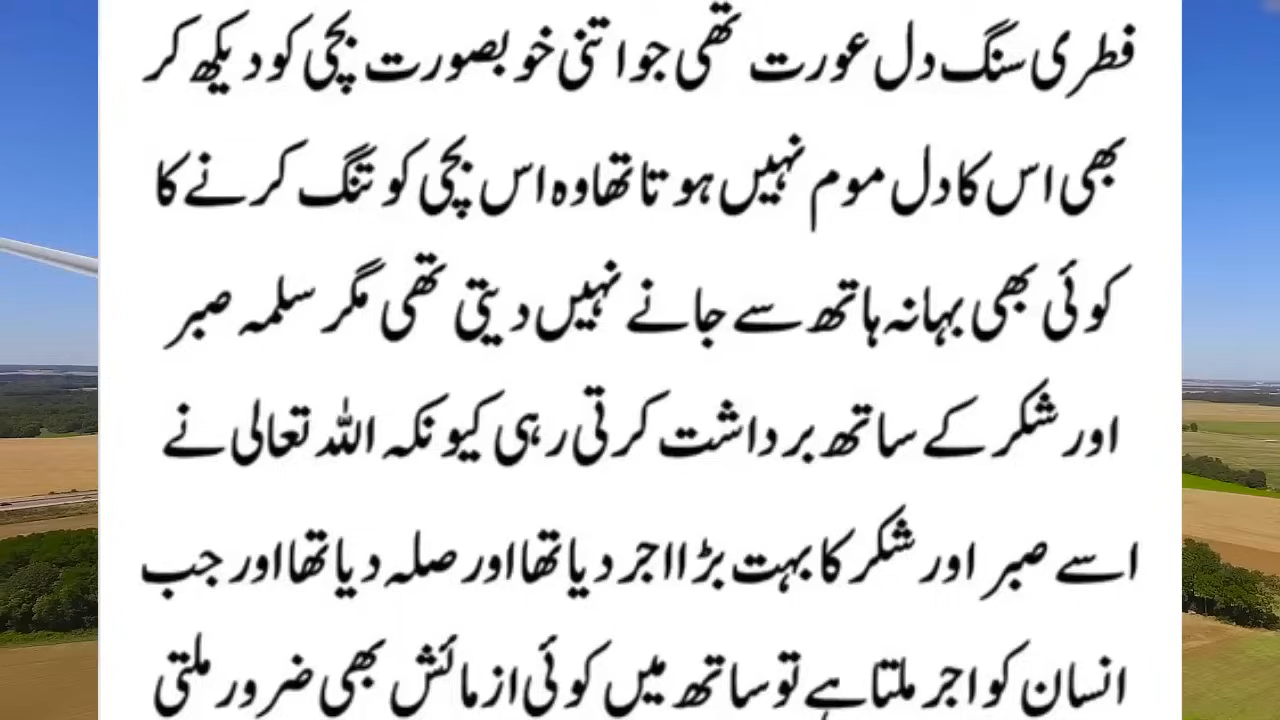 فطری سنگ دل عورت تھی جو اتنی خوبصورت بچی کو دیکھ کر
بھی اس کا دل موم نہیں ہوتا تھا وہ اس بچی کو تنگ کرنے کا
کوئی بھی بہانہ ہاتھ سے جانے نہیں دیتی تھی مگر سلمہ صبر
اور شکر کے ساتھ برداشت کرتی رہی کیونکہ اللہ تعالی نے
اسے صبر اور شکر کا بہت بڑا اجر دیا تھا اور صلہ دیا تھا اور جب
انسان کو اجر ملتا ہے تو ساتھ میں کوئی ازمائش بھی ضرور ملتی